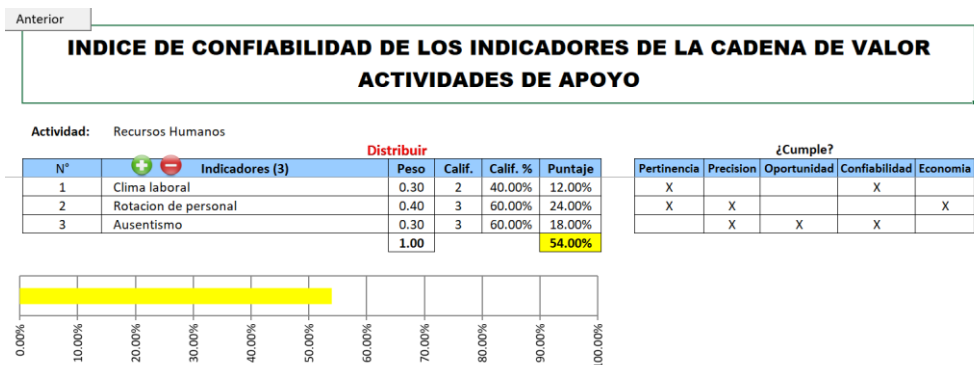 Anterior
INDICE DE CONFIABILIDAD DE LOS INDICADORES DE LA CADENA DE VALOR
ACTIVIDADES DE APOYO
Actividad: Recursos Humanos
Distribuir ¿Cumple?
N° Indicadores (3) Peso Calif. Calif. % Puntaje Pertinencia Precision Oportunidad Confiabilidad Economia
1 Clima laboral 0.30 2 40.00% 12.00% X X
2 Rotacion de personal 0.40 3 60.00% 24.00% X X X
3 Ausentismo 0.30 3 60.00% 18.00% X X X
1.00 54.00%
0.00% 10.00% 20.00% 30.00% 40.00% 50.00% 60.00% 70.00% 80.00% 90.00% 100.00%